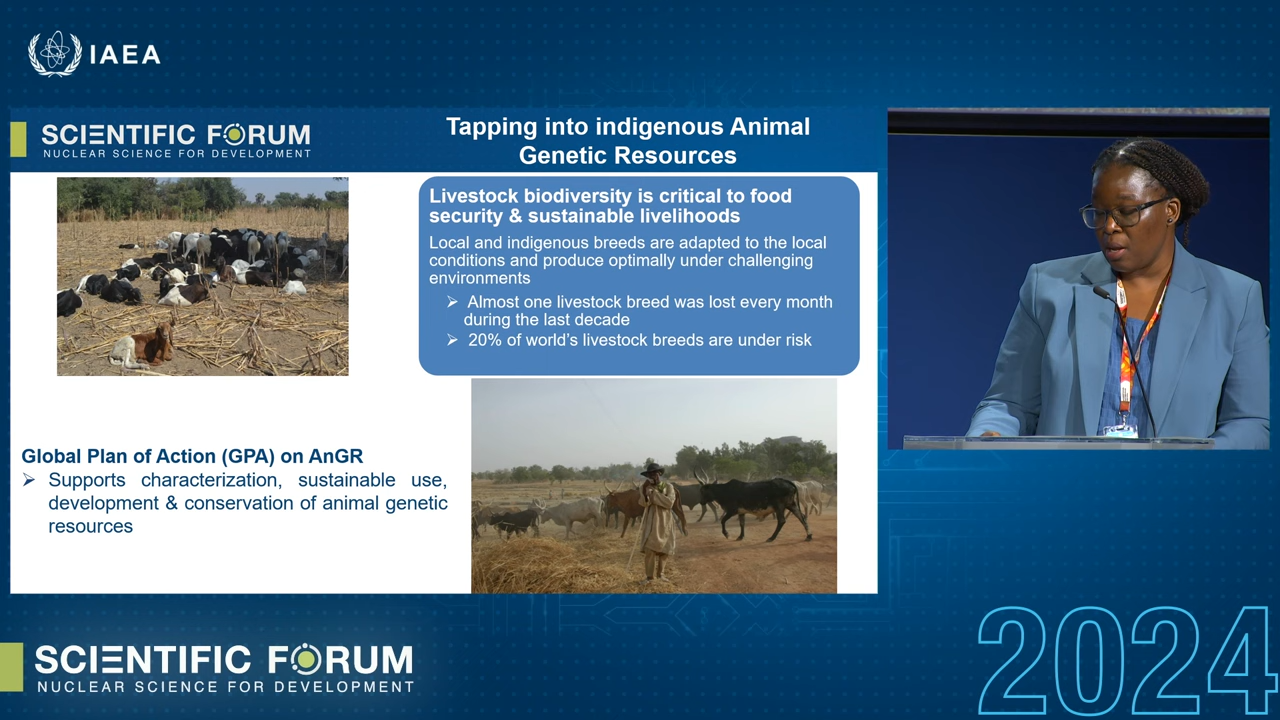 IAEA
SCIENTIFIC FORUM
NUCLEAR SCIENCE FOR DEVELOPMENT
Tapping into indigenous Animal
Genetic Resources
Livestock biodiversity is critical to food
security & sustainable livelihoods
Local and indigenous breeds are adapted to the local
conditions and produce optimally under challenging
environments
➢ Almost one livestock breed was lost every month
during the last decade
➢ 20% of world's livestock breeds are under risk
Global Plan of Action (GPA) on AnGR
➢ Supports characterization, sustainable use,
development & conservation of animal genetic
resources
SCIENTIFIC FORUM
NUCLEAR SCIENCE FOR DEVELOPMENT
2024